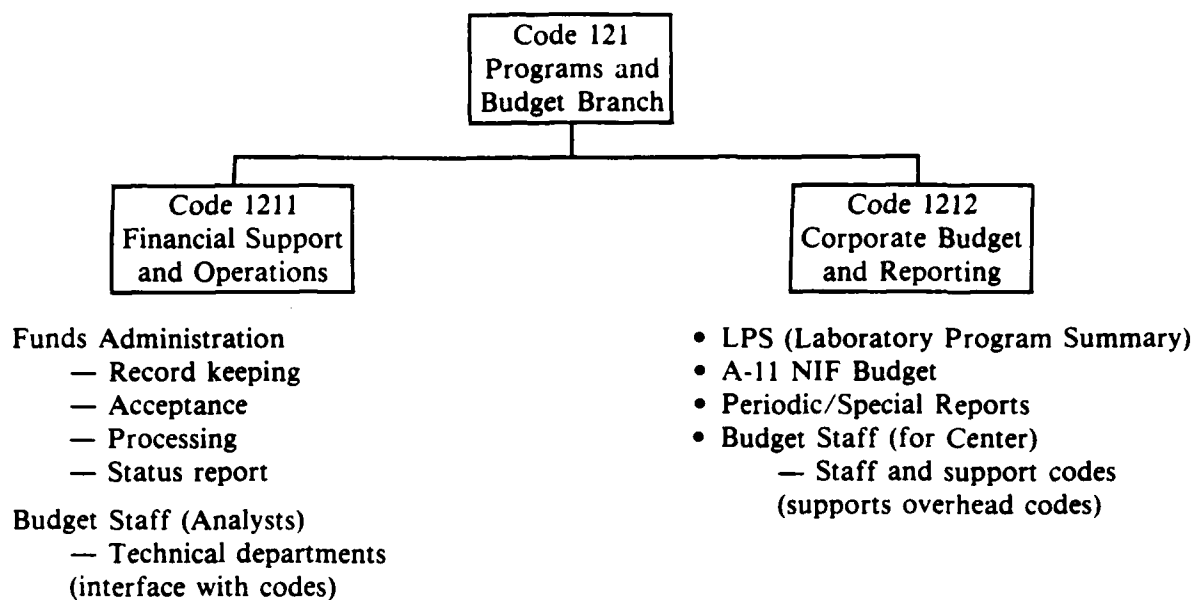 Code 121
Programs and
Budget Branch
Code 1211
Financial Support
and Operations
Code 1212
Corporate Budget
and Reporting
Funds Administration
— Record keeping
— Acceptance
— Processing
— Status report
Budget Staff (Analysts)
— Technical departments
(interface with codes)
• LPS (Laboratory Program Summary)
• A-11 NIF Budget
• Periodic/Special Reports
• Budget Staff (for Center)
— Staff and support codes
(supports overhead codes)